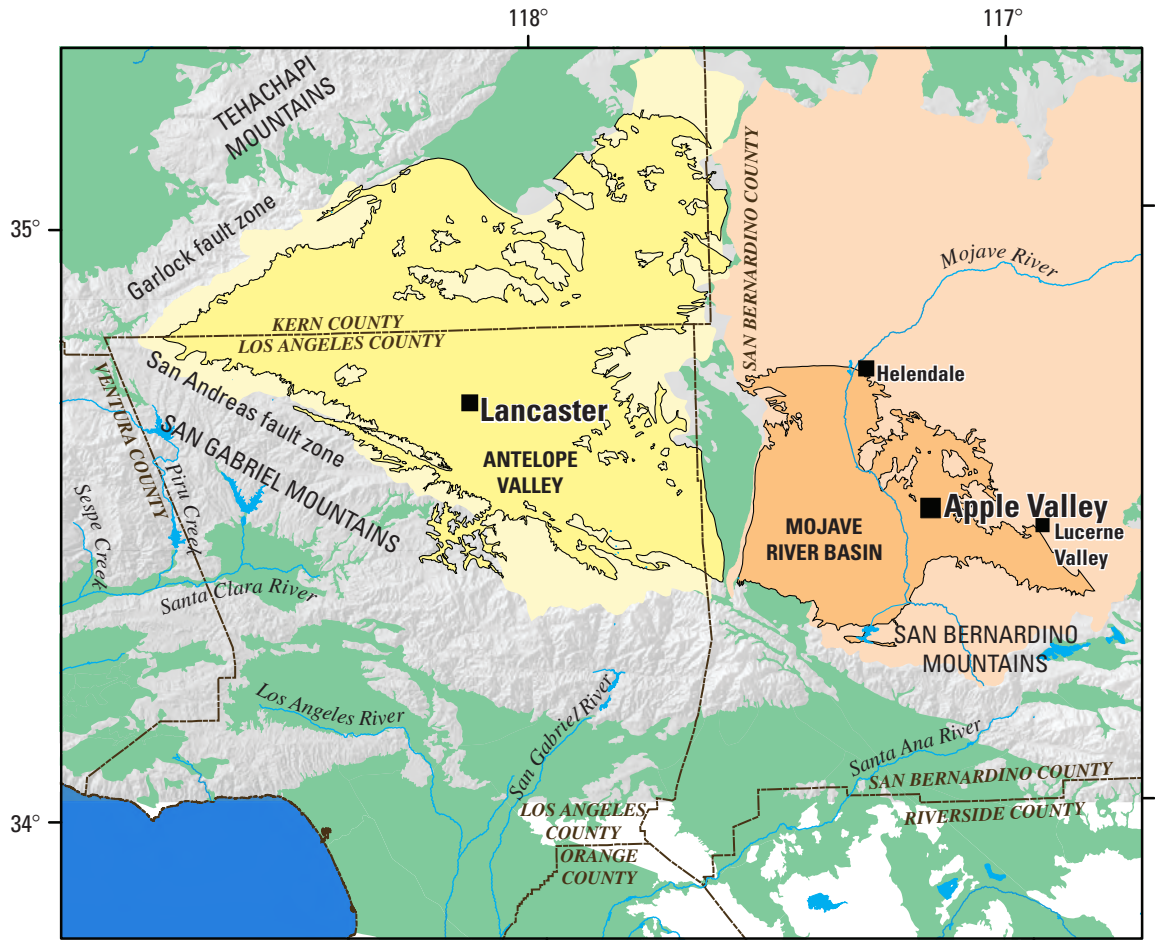 118°
117°
TEHACHAPI
MOUNTAINS
SAN BERNARDINO COUNTY
35°
Garlock fault zone
Mojave River
KERN COUNTY
LOS ANGELES COUNTY
San Andreas fault zone
VENTURA COUNTY
Helendale
Lancaster
SAN GABRIEL MOUNTAINS
ANTELOPE
VALLEY
Piru Creek
Sespe Creek
Apple Valley
MOJAVE
RIVER BASIN
Lucerne
Valley
Santa Clara River
SAN BERNARDINO
MOUNTAINS
Los Angeles River
San Gabriel River
Santa Ana River
SAN BERNARDINO COUNTY
RIVERSIDE COUNTY
34°
LOS ANGELES
COUNTY
ORANGE
COUNTY